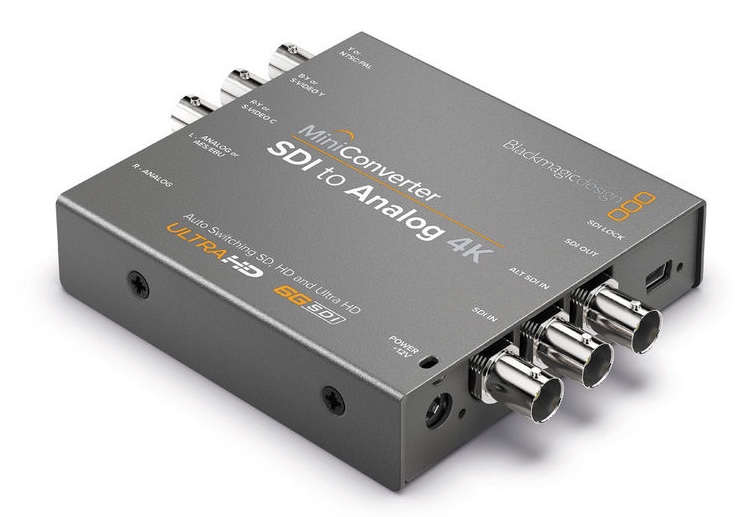 Y or
NTSC/PAL
B-Y or
S-VIDEO Y
R-Y or
S-VIDEO C
L - ANALOG or
- AES/EBU
R - ANALOG
MiniConverter
SDI to Analog 4K
Blackmagicdesign
Auto Switching SD, HD and Ultra HD
ULTRA HD
6G SDI
SDI LOCK
SDI OUT
ALT SDI IN
SDI IN
POWER
+12V